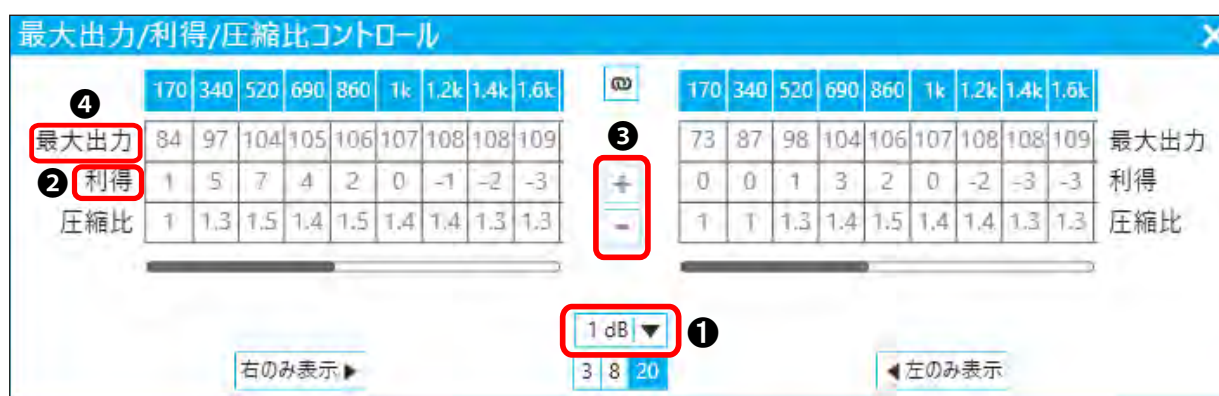 最大出力/利得/圧縮比コントロール X
❹ 170 340 520 690 860 1k 1.2k 1.4k 1.6k 170 340 520 690 860 1k 1.2k 1.4k 1.6k
最大出力 84 97 104 105 106 107 108 108 109 ❸ 73 87 98 104 106 107 108 108 109 最大出力
❷ 利得 1 5 7 4 2 0 -1 -2 -3 + 0 0 1 3 2 0 -2 -3 -3 利得
圧縮比 1 1.3 1.5 1.4 1.5 1.4 1.4 1.3 1.3 - 1 1 1.3 1.4 1.5 1.4 1.4 1.3 1.3 圧縮比
1 dB ▼ ❶
右のみ表示▶ 3 8 20 ◀左のみ表示